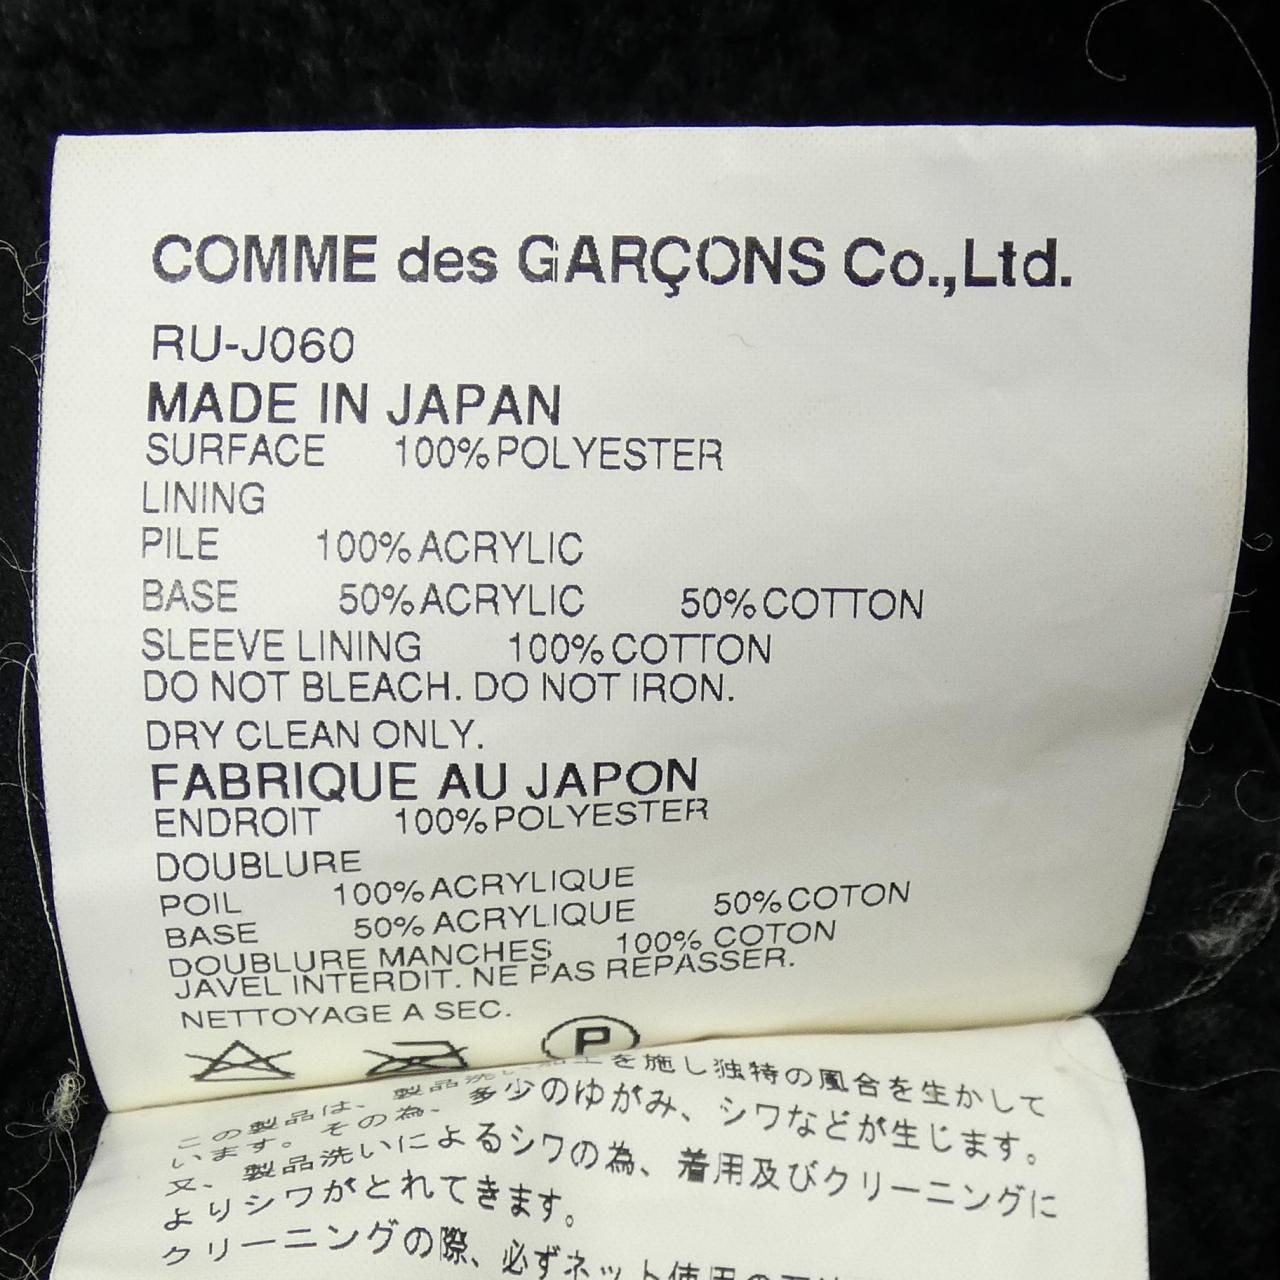 COMME des GARÇONS Co.,Ltd.
RU-J060
MADE IN JAPAN
SURFACE 100% POLYESTER
LINING
PILE 100% ACRYLIC
BASE 50% ACRYLIC 50% COTTON
SLEEVE LINING 100% COTTON
DO NOT BLEACH. DO NOT IRON.
DRY CLEAN ONLY.
FABRIQUE AU JAPON
ENDROIT 100% POLYESTER
DOUBLURE
POIL 100% ACRYLIQUE
BASE 50% ACRYLIQUE 50% COTON
DOUBLURE MANCHES 100% COTON
JAVEL INTERDIT. NE PAS REPASSER.
NETTOYAGE A SEC.
P
この製品は、製品洗い加工を施し独特の風合を生かして
います。その為、多少のゆがみ、シワなどが生じます。
又、製品洗いによるシワの為、着用及びクリーニングに
よりシワがとれてきます。
クリーニングの際、必ずネット使用の